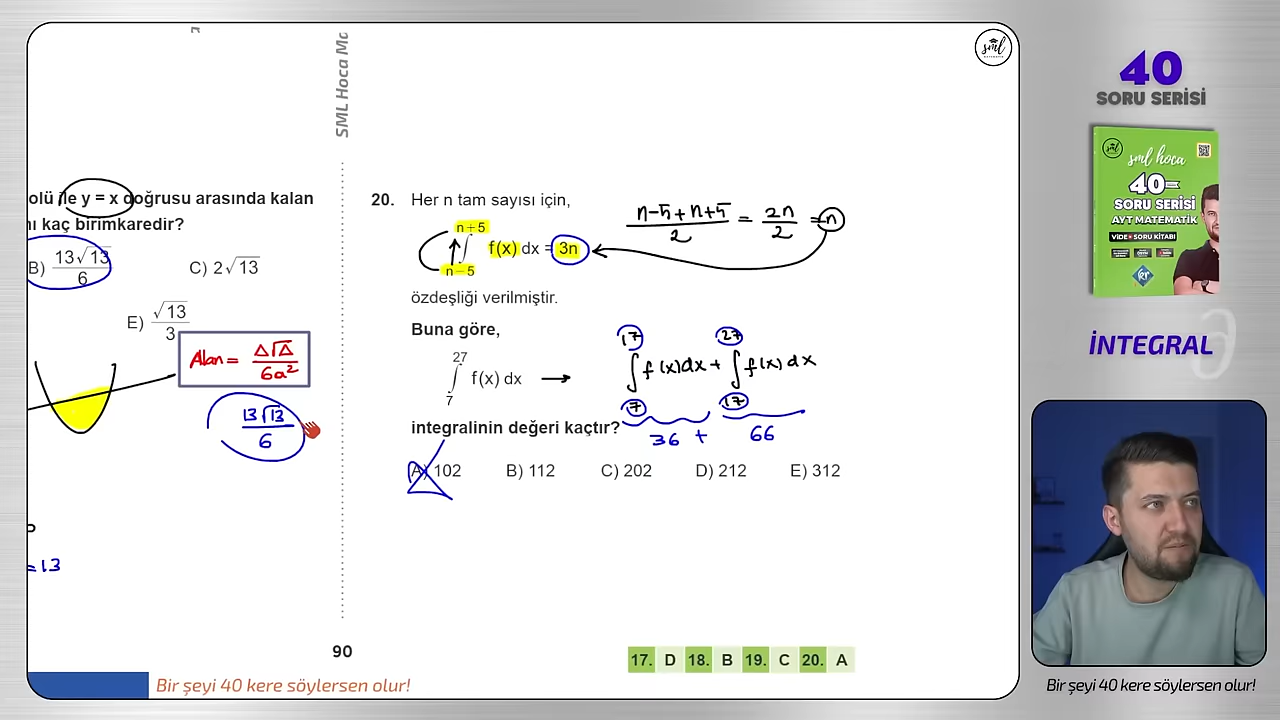 SML Hoca Ma
olü ile y = x doğrusu arasında kalan
nı kaç birimkaredir?
B) 13√13 / 6
C) 2√13
E) √13 / 3
Alan = Δ√Δ / 6a²
13√13 / 6
=13
20. Her n tam sayısı için,
∫ n+5 n−5 f(x) dx = 3n
n-5+n+5 / 2 = 2n / 2 = n
özdeşliği verilmiştir.
Buna göre,
∫ 27 7 f(x) dx → ∫ 17 7 f(x)dx + ∫ 27 17 f(x)dx
integralinin değeri kaçtır?
36 + 66
A) 102 B) 112 C) 202 D) 212 E) 312
90
17. D 18. B 19. C 20. A
Bir şeyi 40 kere söylersen olur!
sml
40
SORU SERİSİ
sml hoca
40
SORU SERİSİ
AYT MATEMATİK
VİDEO SORU KİTABI
İNTEGRAL
Bir şeyi 40 kere söylersen olur!